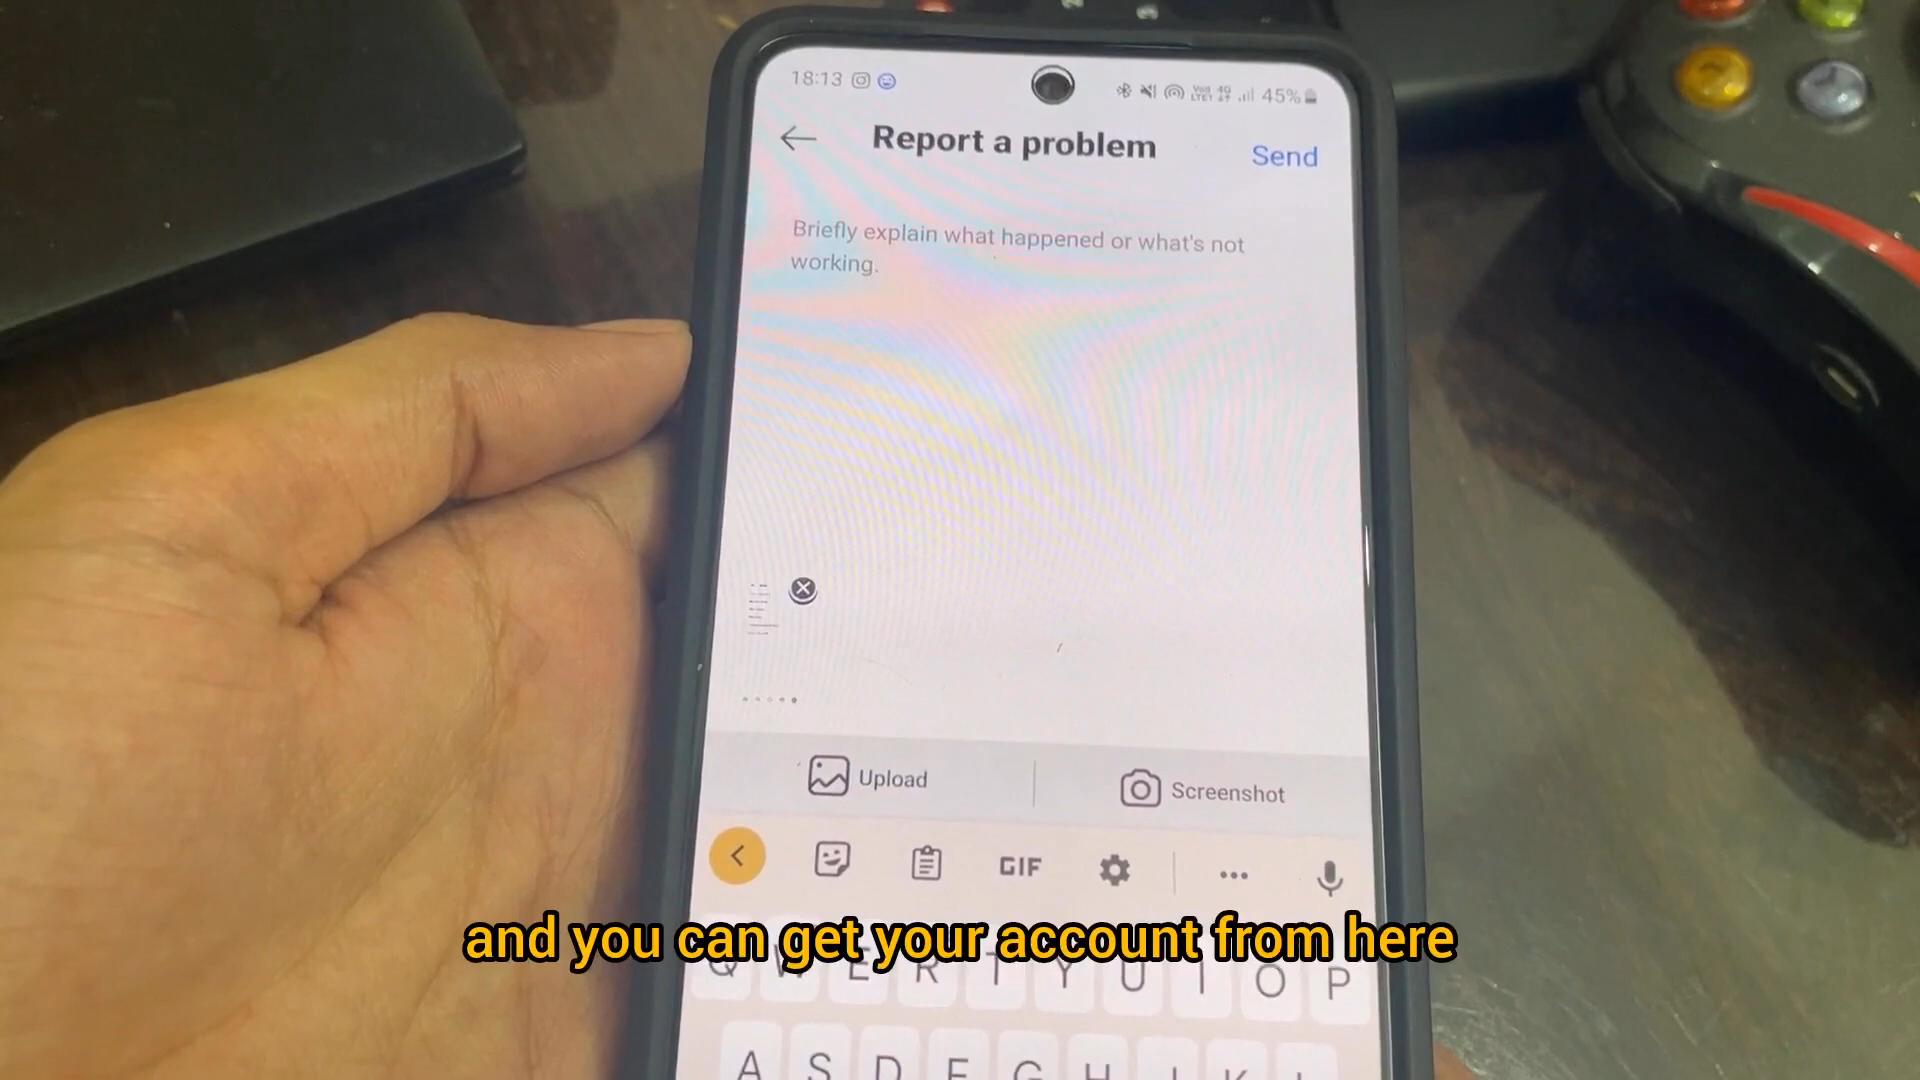 18:13
45%
Report a problem
Send
Briefly explain what happened or what's not
working.
Upload
Screenshot
GIF
and you can get your account from here
Q W E R T Y U I O P
A S D F G H J K L